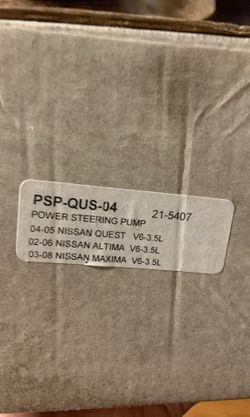 PSP-QUS-04 21-5407
POWER STEERING PUMP
04-05 NISSAN QUEST V6-3.5L
02-06 NISSAN ALTIMA V6-3.5L
03-08 NISSAN MAXIMA V6-3.5L